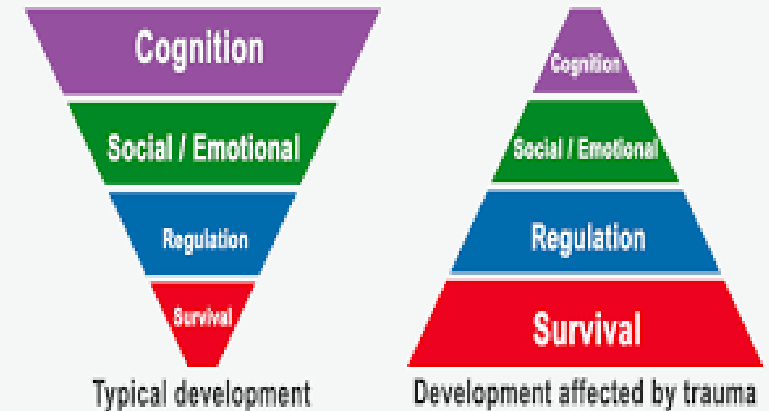 Cognition
Social / Emotional
Regulation
Survival
Typical development
Cognition
Social / Emotional
Regulation
Survival
Development affected by trauma